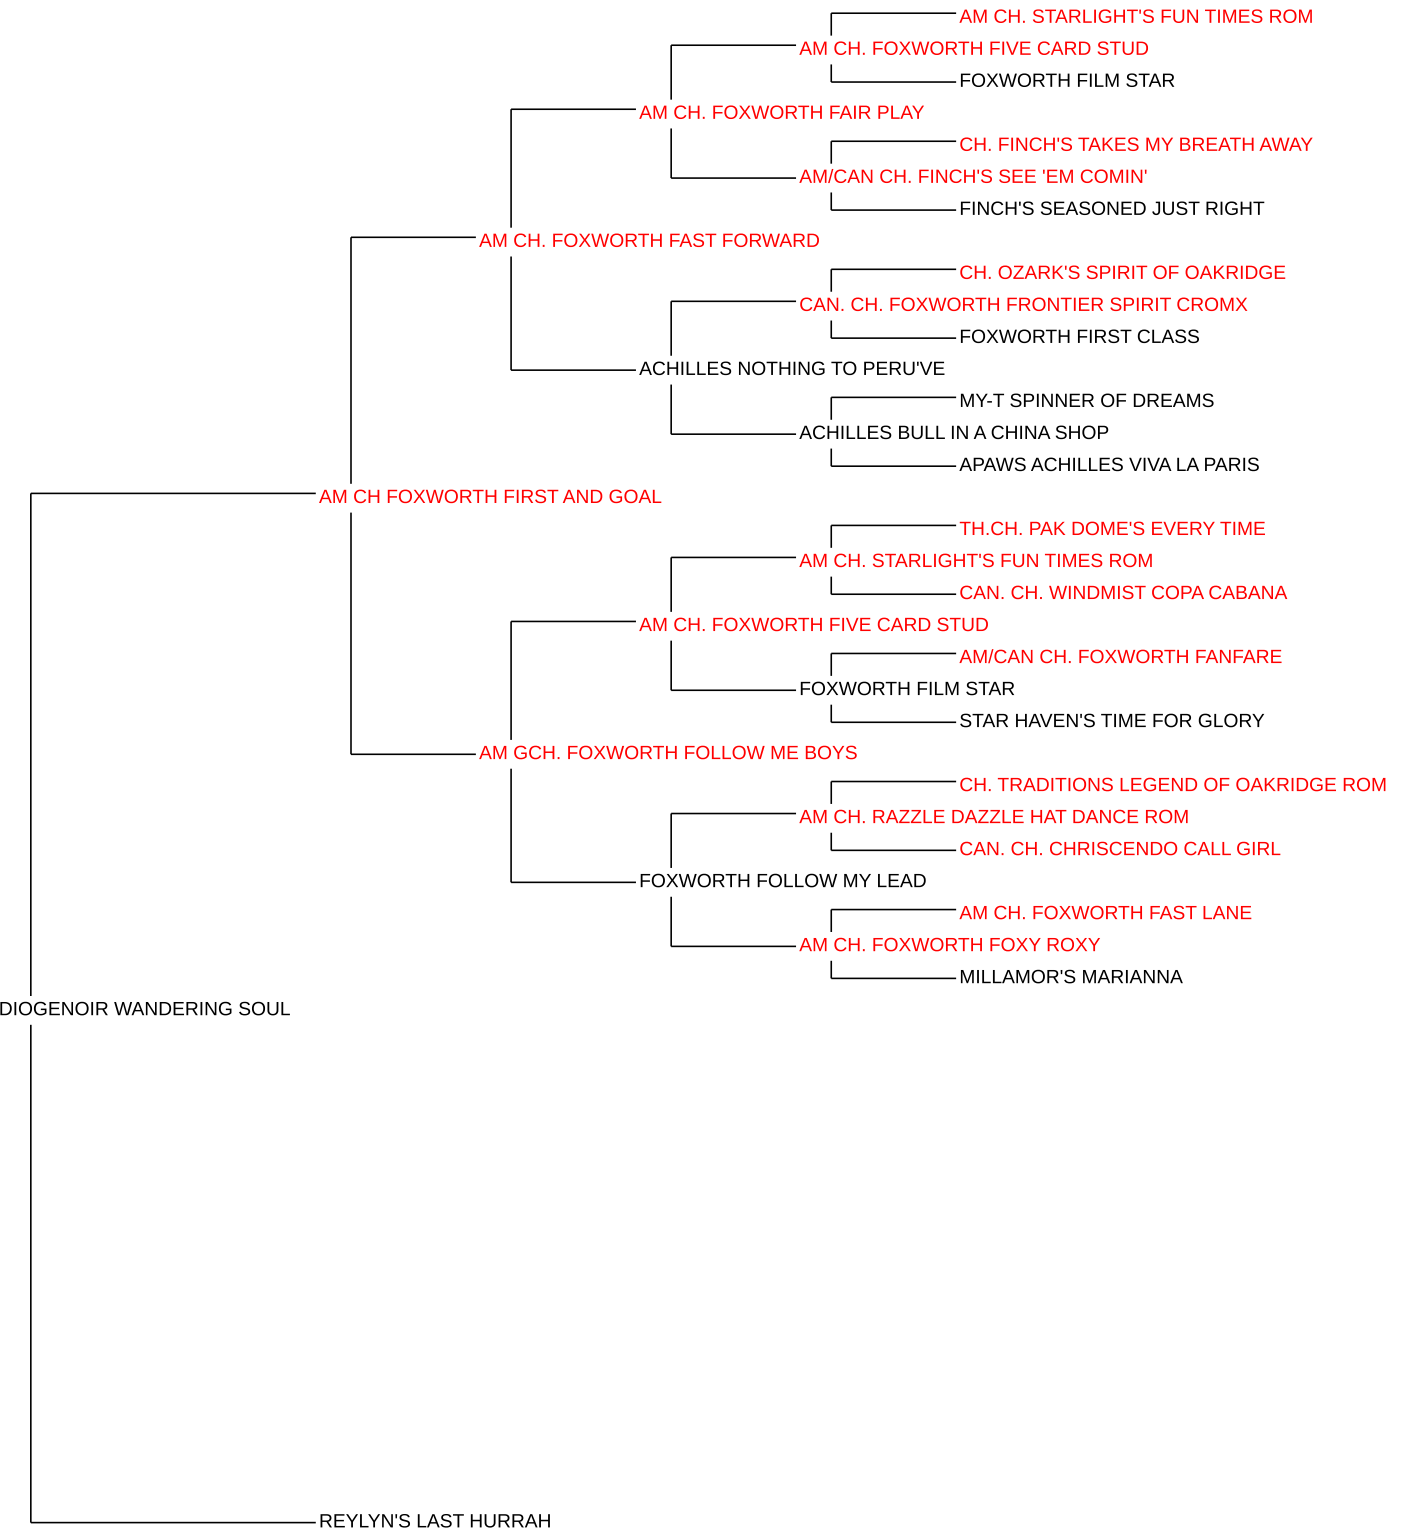 AM CH. STARLIGHT'S FUN TIMES ROM
AM CH. FOXWORTH FIVE CARD STUD
FOXWORTH FILM STAR
AM CH. FOXWORTH FAIR PLAY
CH. FINCH'S TAKES MY BREATH AWAY
AM/CAN CH. FINCH'S SEE 'EM COMIN'
FINCH'S SEASONED JUST RIGHT
AM CH. FOXWORTH FAST FORWARD
CH. OZARK'S SPIRIT OF OAKRIDGE
CAN. CH. FOXWORTH FRONTIER SPIRIT CROMX
FOXWORTH FIRST CLASS
ACHILLES NOTHING TO PERU'VE
MY-T SPINNER OF DREAMS
ACHILLES BULL IN A CHINA SHOP
APAWS ACHILLES VIVA LA PARIS
AM CH FOXWORTH FIRST AND GOAL
TH.CH. PAK DOME'S EVERY TIME
AM CH. STARLIGHT'S FUN TIMES ROM
CAN. CH. WINDMIST COPA CABANA
AM CH. FOXWORTH FIVE CARD STUD
AM/CAN CH. FOXWORTH FANFARE
FOXWORTH FILM STAR
STAR HAVEN'S TIME FOR GLORY
AM GCH. FOXWORTH FOLLOW ME BOYS
CH. TRADITIONS LEGEND OF OAKRIDGE ROM
AM CH. RAZZLE DAZZLE HAT DANCE ROM
CAN. CH. CHRISCENDO CALL GIRL
FOXWORTH FOLLOW MY LEAD
AM CH. FOXWORTH FAST LANE
AM CH. FOXWORTH FOXY ROXY
MILLAMOR'S MARIANNA
DIOGENOIR WANDERING SOUL
REYLYN'S LAST HURRAH